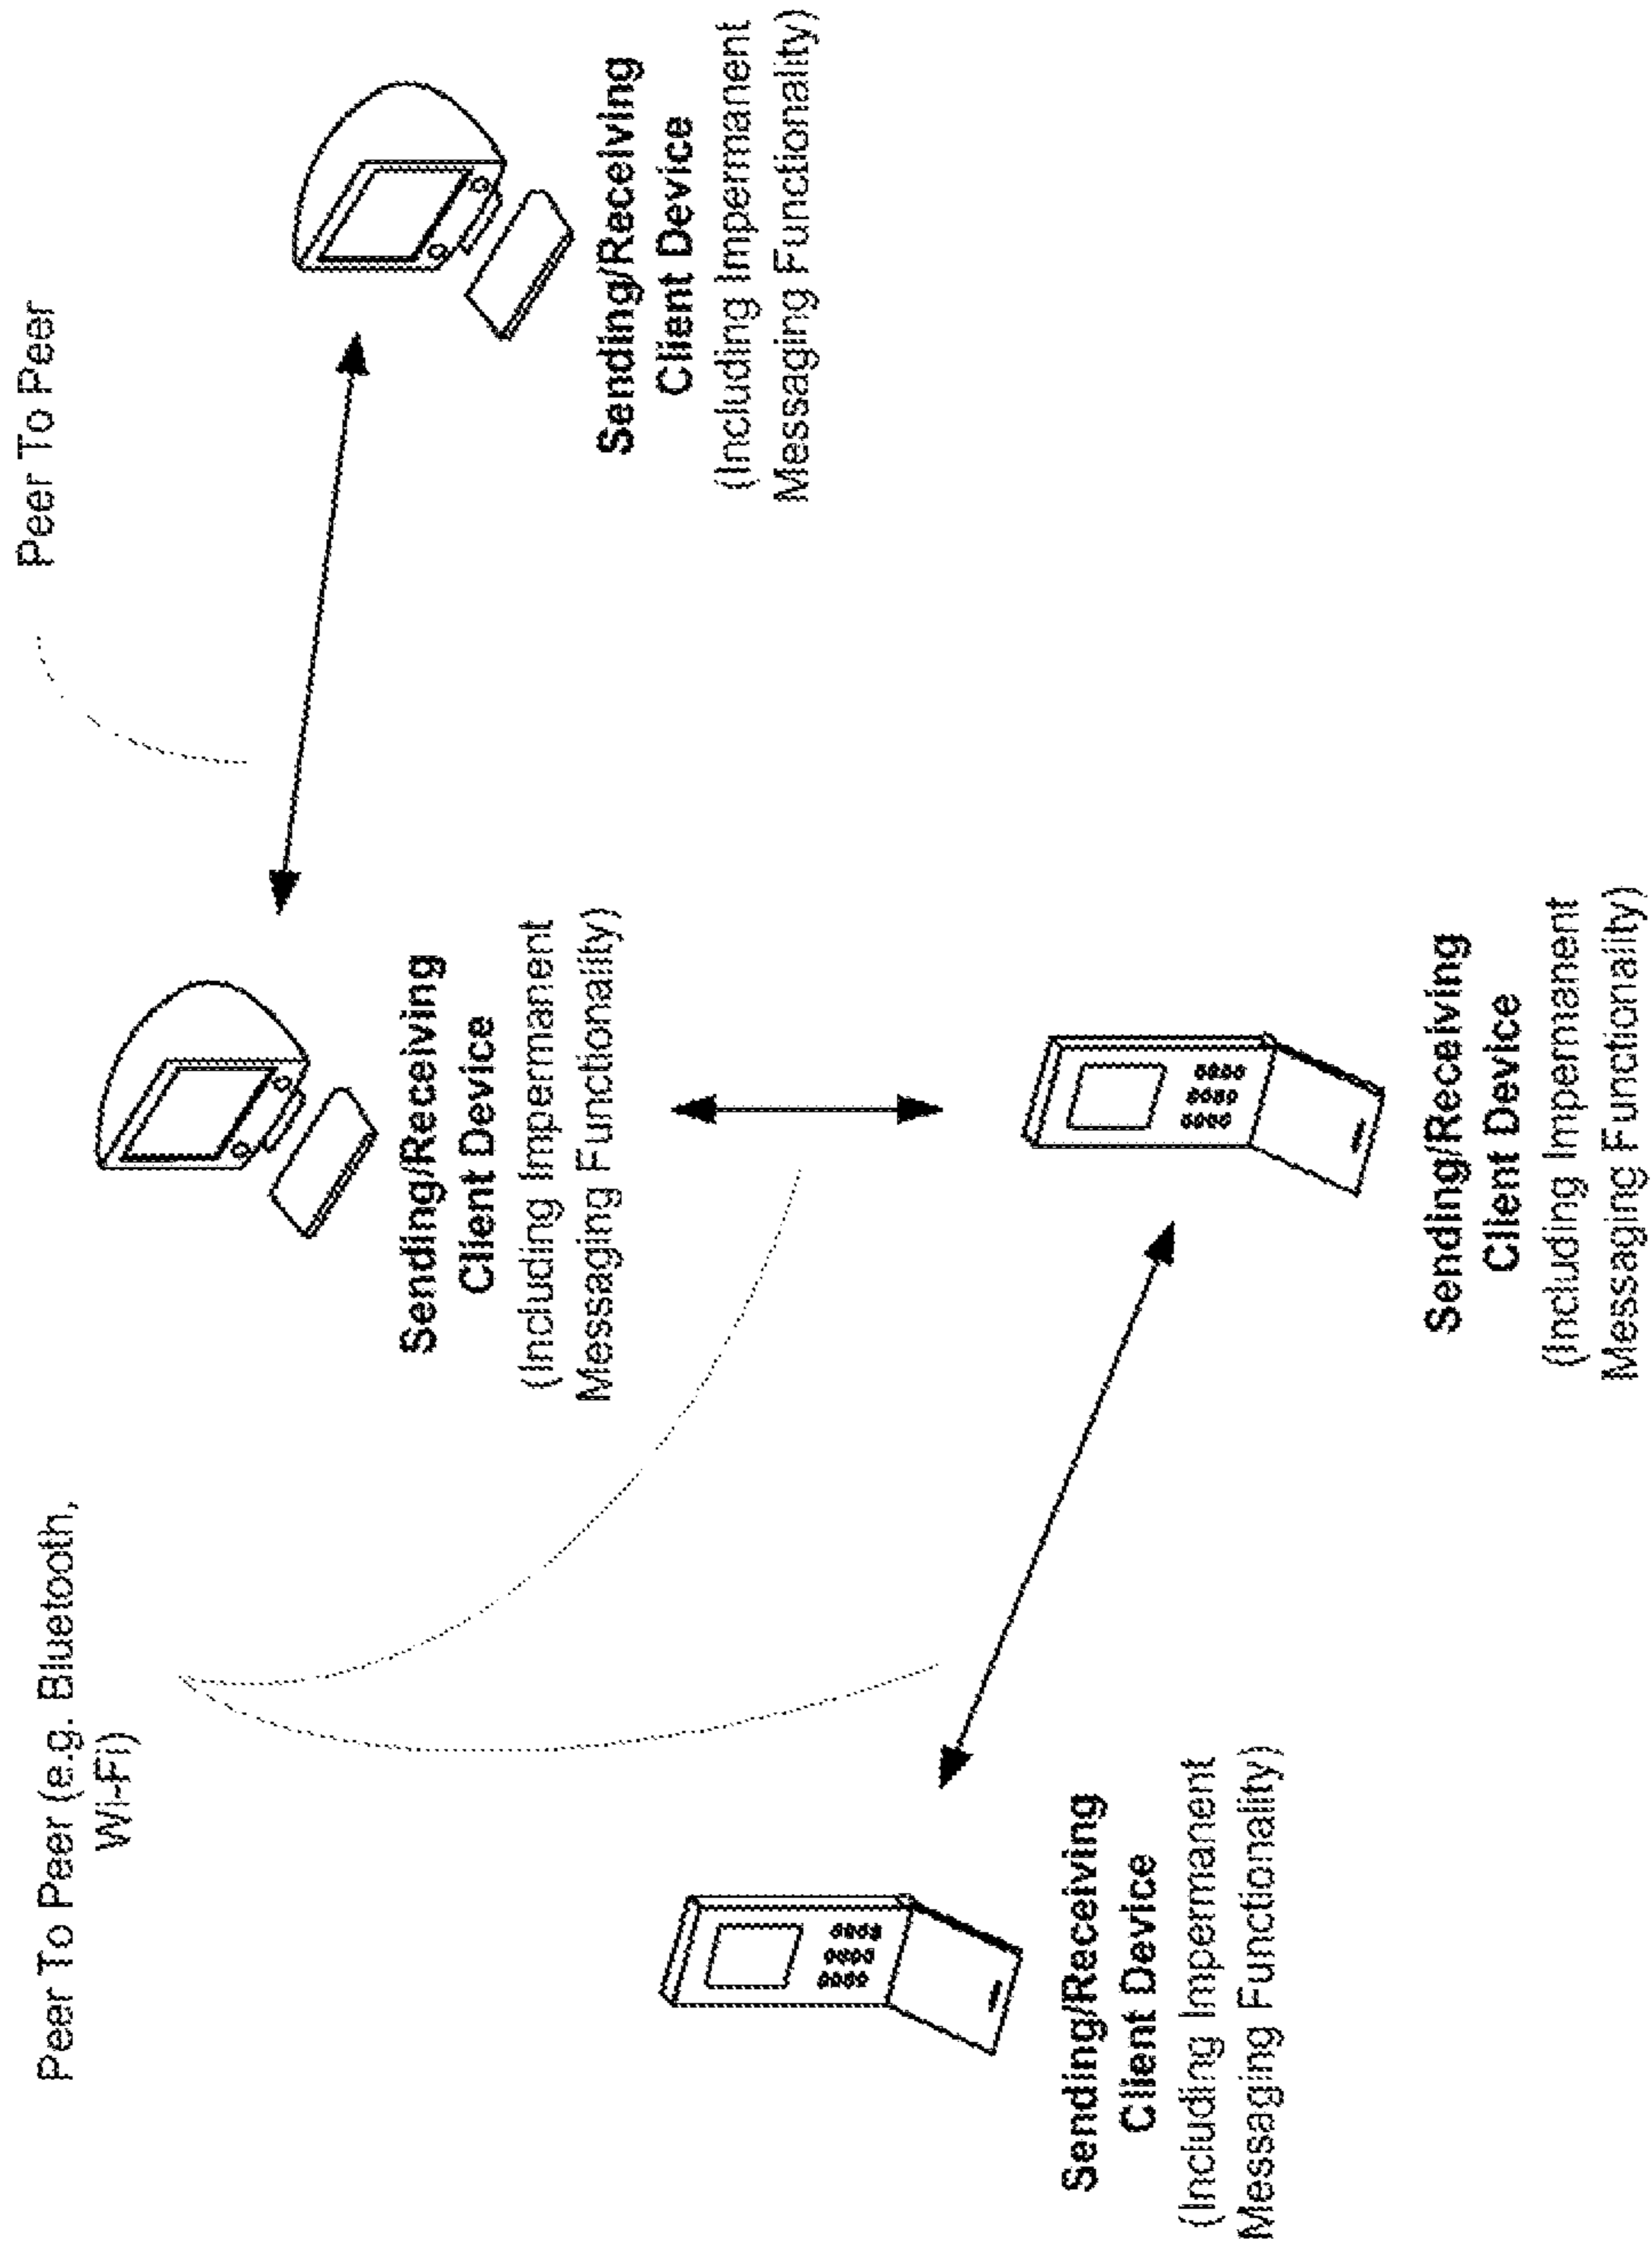 Peer To Peer (e.g. Bluetooth,
Wi-Fi)
Peer To Peer
Sending/Receiving
Client Device
(Including Impermanent
Messaging Functionality)
Sending/Receiving
Client Device
(Including Impermanent
Messaging Functionality)
Sending/Receiving
Client Device
(Including Impermanent
Messaging Functionality)
Sending/Receiving
Client Device
(Including Impermanent
Messaging Functionality)